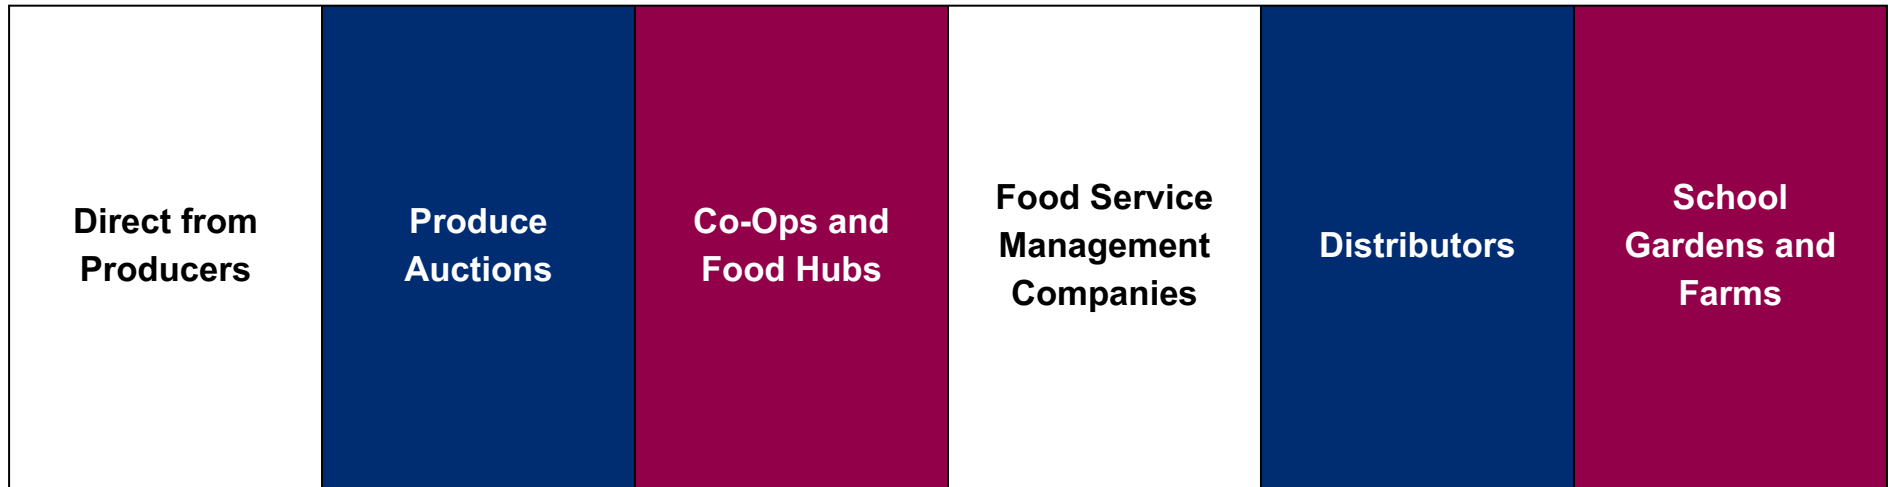 Direct from
Producers
Produce
Auctions
Co-Ops and
Food Hubs
Food Service
Management
Companies
Distributors
School
Gardens and
Farms